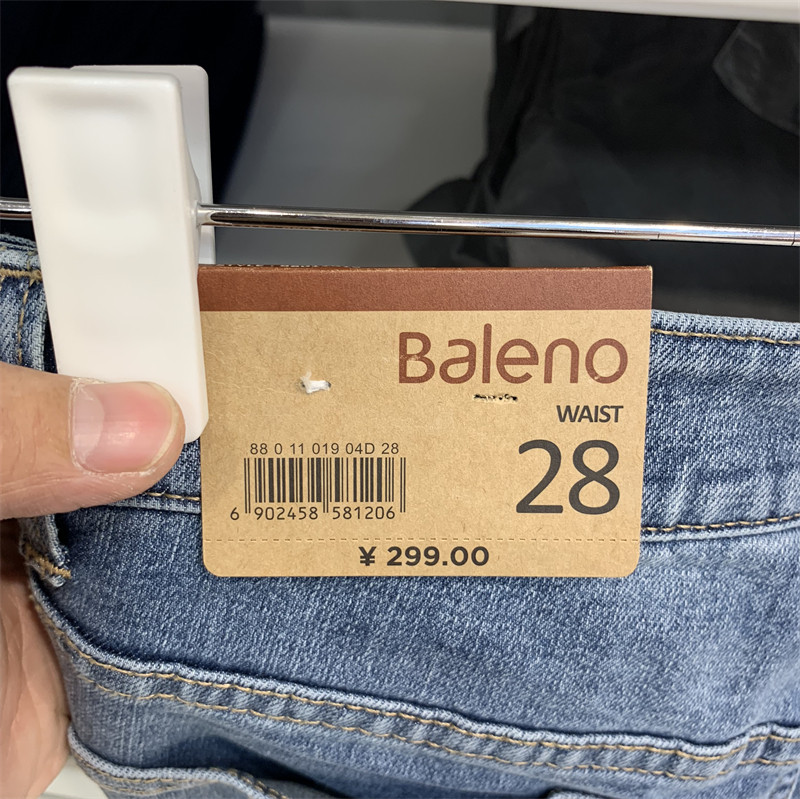 Baleno
WAIST
28
88 0 11 019 04D 28
6 902458 581206
¥ 299.00